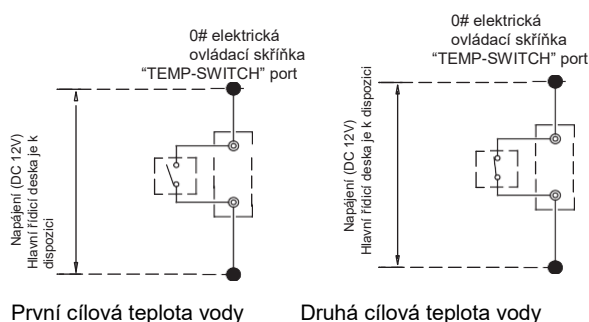 0# elektrická
ovládací skříňka
“TEMP-SWITCH” port
Napájení (DC 12V)
Hlavní řídicí deska je k
dispozici
První cílová teplota vody
0# elektrická
ovládací skříňka
“TEMP-SWITCH” port
Napájení (DC 12V)
Hlavní řídicí deska je k dispozici
Druhá cílová teplota vody